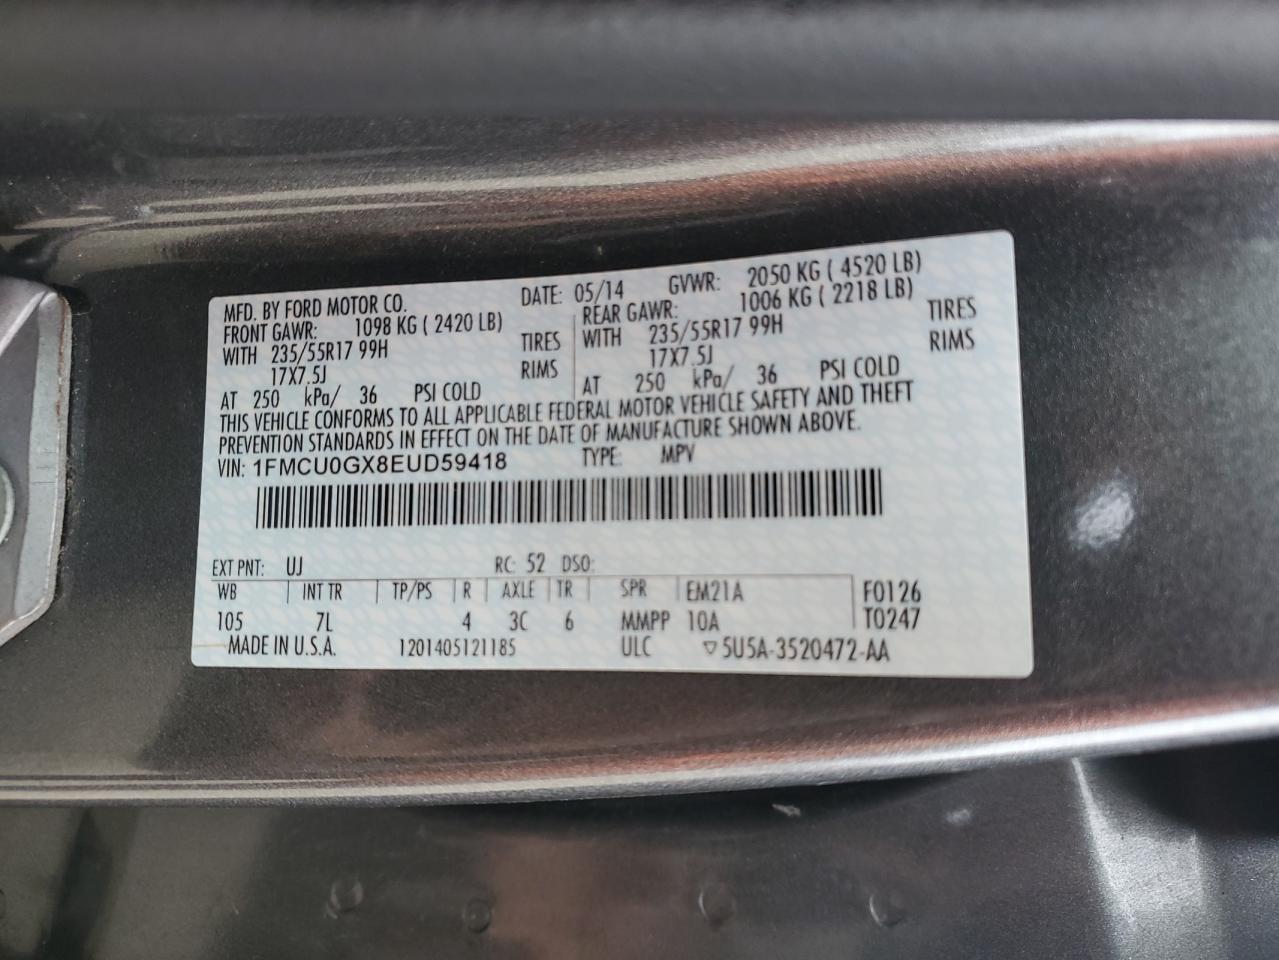 MFD. BY FORD MOTOR CO. DATE: 05/14 GVWR: 2050 KG ( 4520 LB)
FRONT GAWR: 1098 KG ( 2420 LB) REAR GAWR: 1006 KG ( 2218 LB)
WITH 235/55R17 99H TIRES WITH 235/55R17 99H TIRES
17X7.5J RIMS 17X7.5J RIMS
AT 250 kPa/ 36 PSI COLD AT 250 kPa/ 36 PSI COLD
THIS VEHICLE CONFORMS TO ALL APPLICABLE FEDERAL MOTOR VEHICLE SAFETY AND THEFT
PREVENTION STANDARDS IN EFFECT ON THE DATE OF MANUFACTURE SHOWN ABOVE.
VIN: 1FMCU0GX8EUD59418 TYPE: MPV
EXT PNT: UJ RC: 52 DSO:
WB INT TR TP/PS R AXLE TR SPR EM21A F0126
105 7L 4 3C 6 MMPP 10A T0247
MADE IN U.S.A. 1201405121185 ULC ▽5U5A-3520472-AA